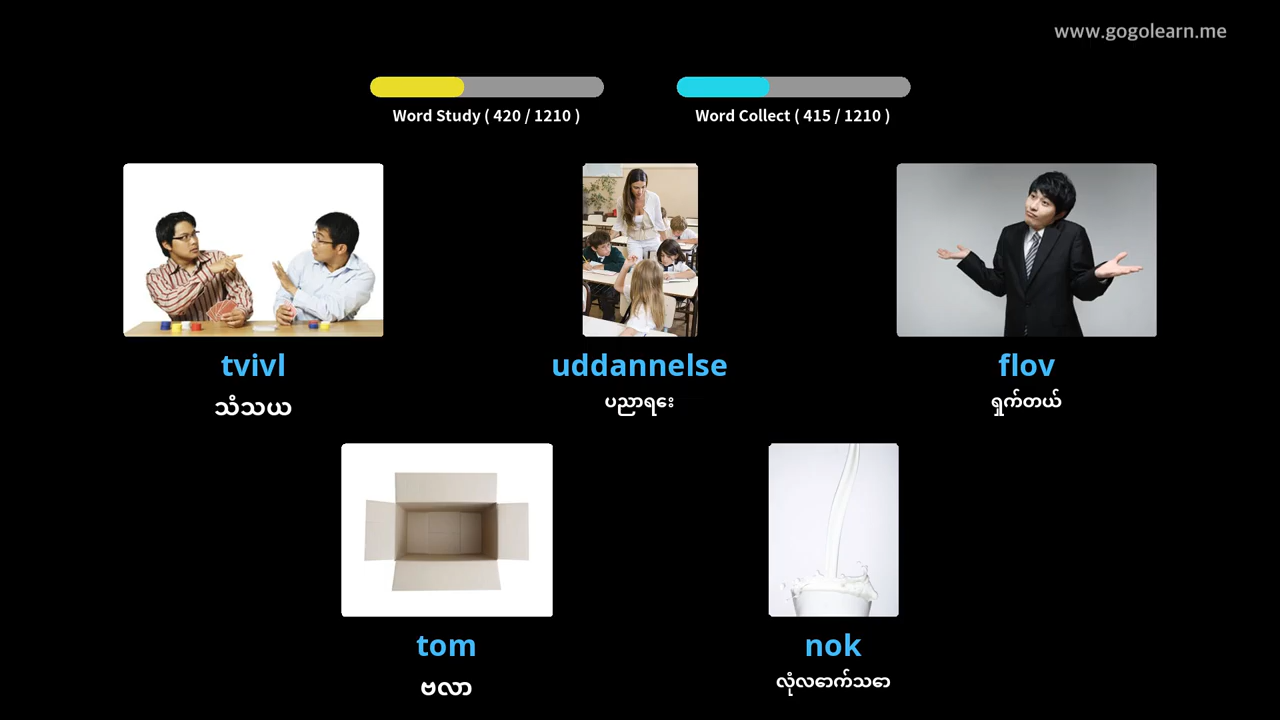 www.gogolearn.me
Word Study ( 420 / 1210 )
Word Collect ( 415 / 1210 )
tvivl
uddannelse
flov
သံသယ
ပညာရေး
ရှက်တယ်
tom
nok
ဗလာ
လုံလောက်သော